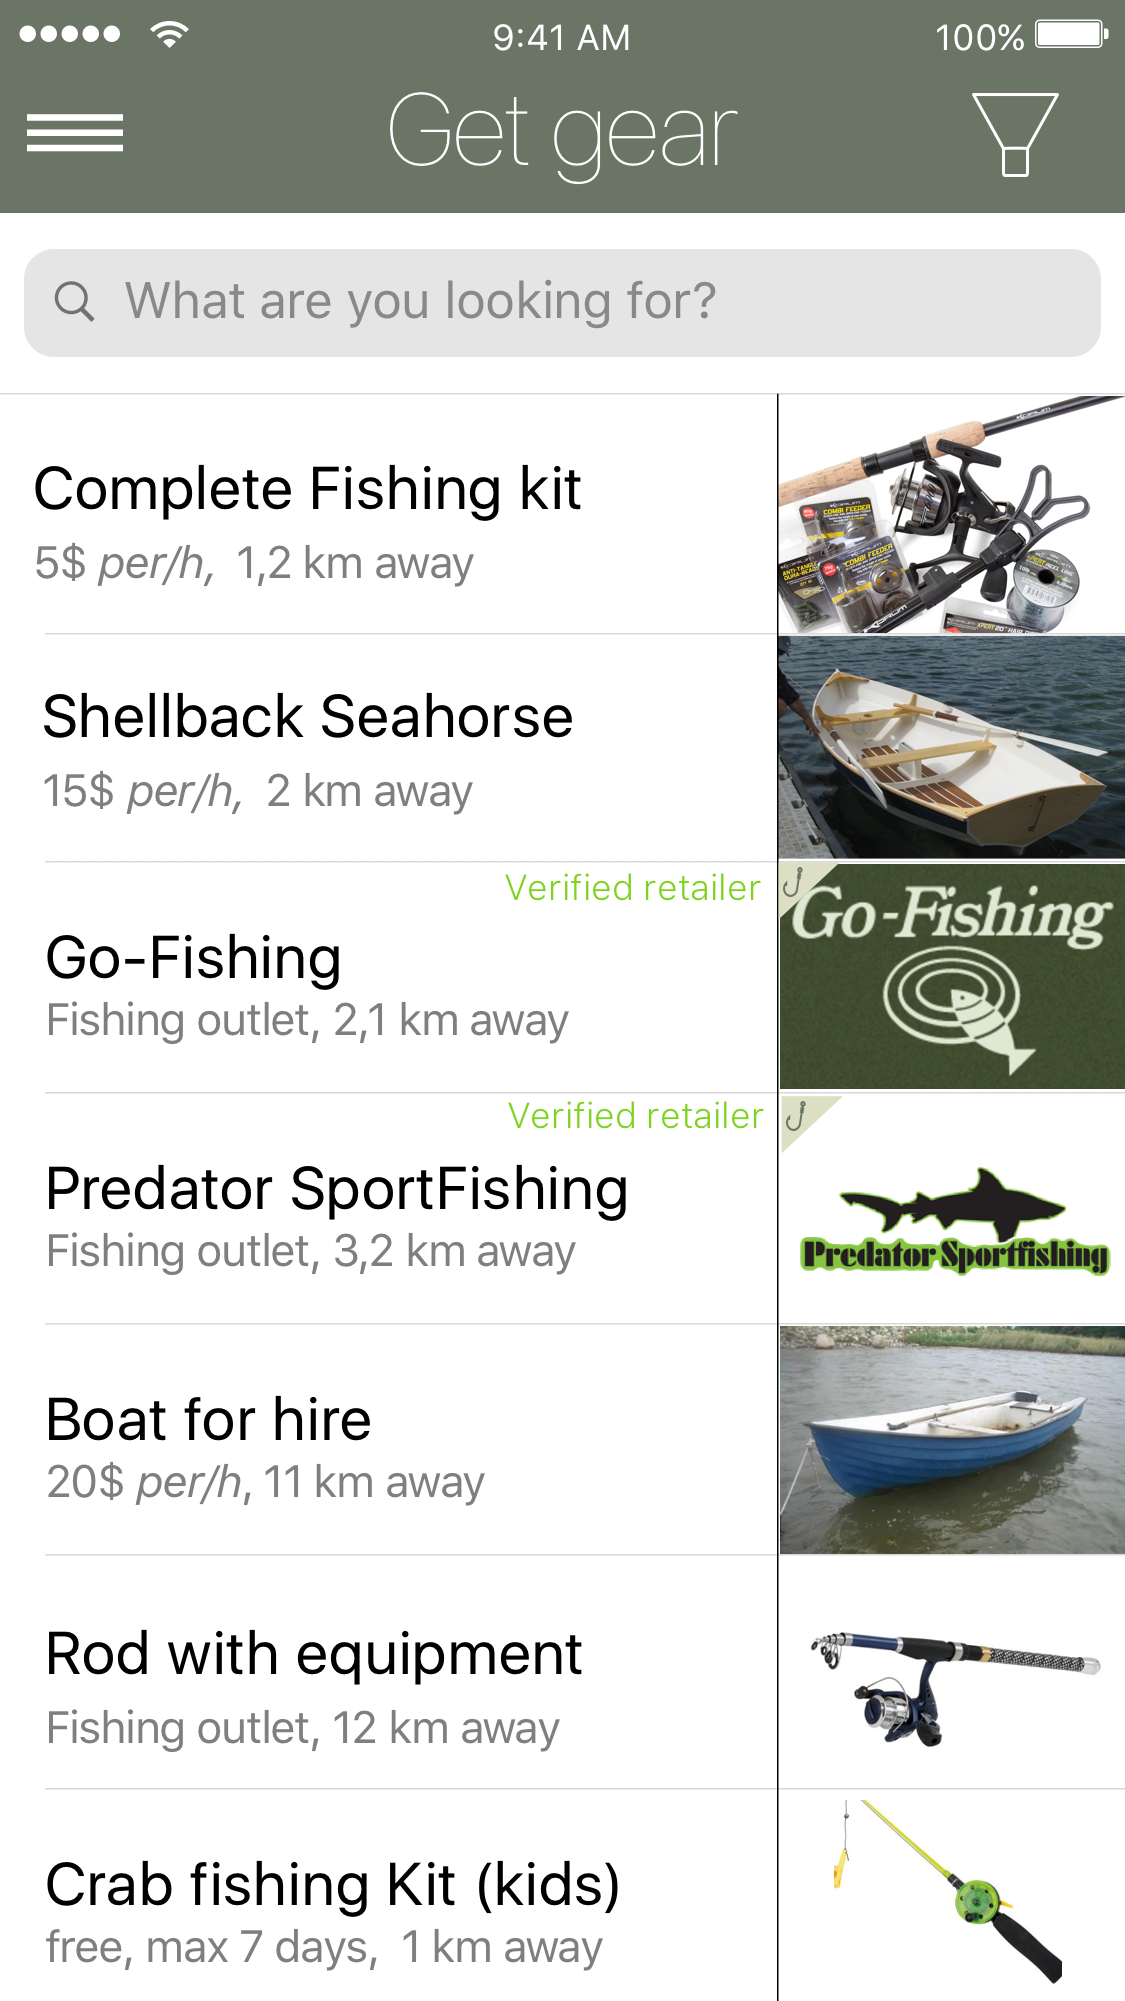 9:41 AM
100%
Get gear
What are you looking for?
Complete Fishing kit
5$ per/h, 1,2 km away
KORUM
COMBI FEEDER
COMBI FEEDER
KORUM
Shellback Seahorse
15$ per/h, 2 km away
Verified retailer
Go-Fishing
Fishing outlet, 2,1 km away
Go-Fishing
Verified retailer
Predator SportFishing
Fishing outlet, 3,2 km away
Predator Sportfishing
Boat for hire
20$ per/h, 11 km away
Rod with equipment
Fishing outlet, 12 km away
Crab fishing Kit (kids)
free, max 7 days, 1 km away